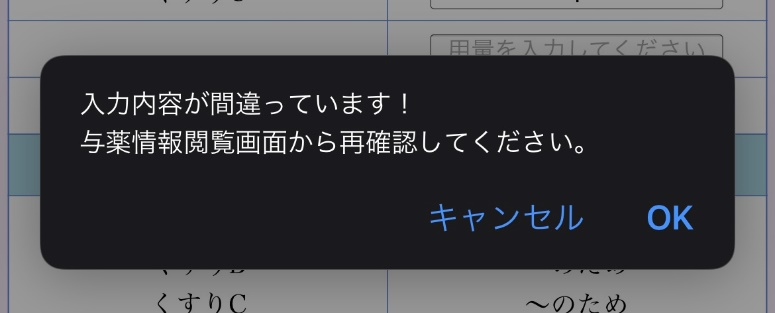 用量を入力してください
入力内容が間違っています！
与薬情報閲覧画面から再確認してください。
キャンセル OK
くすりC ～のため